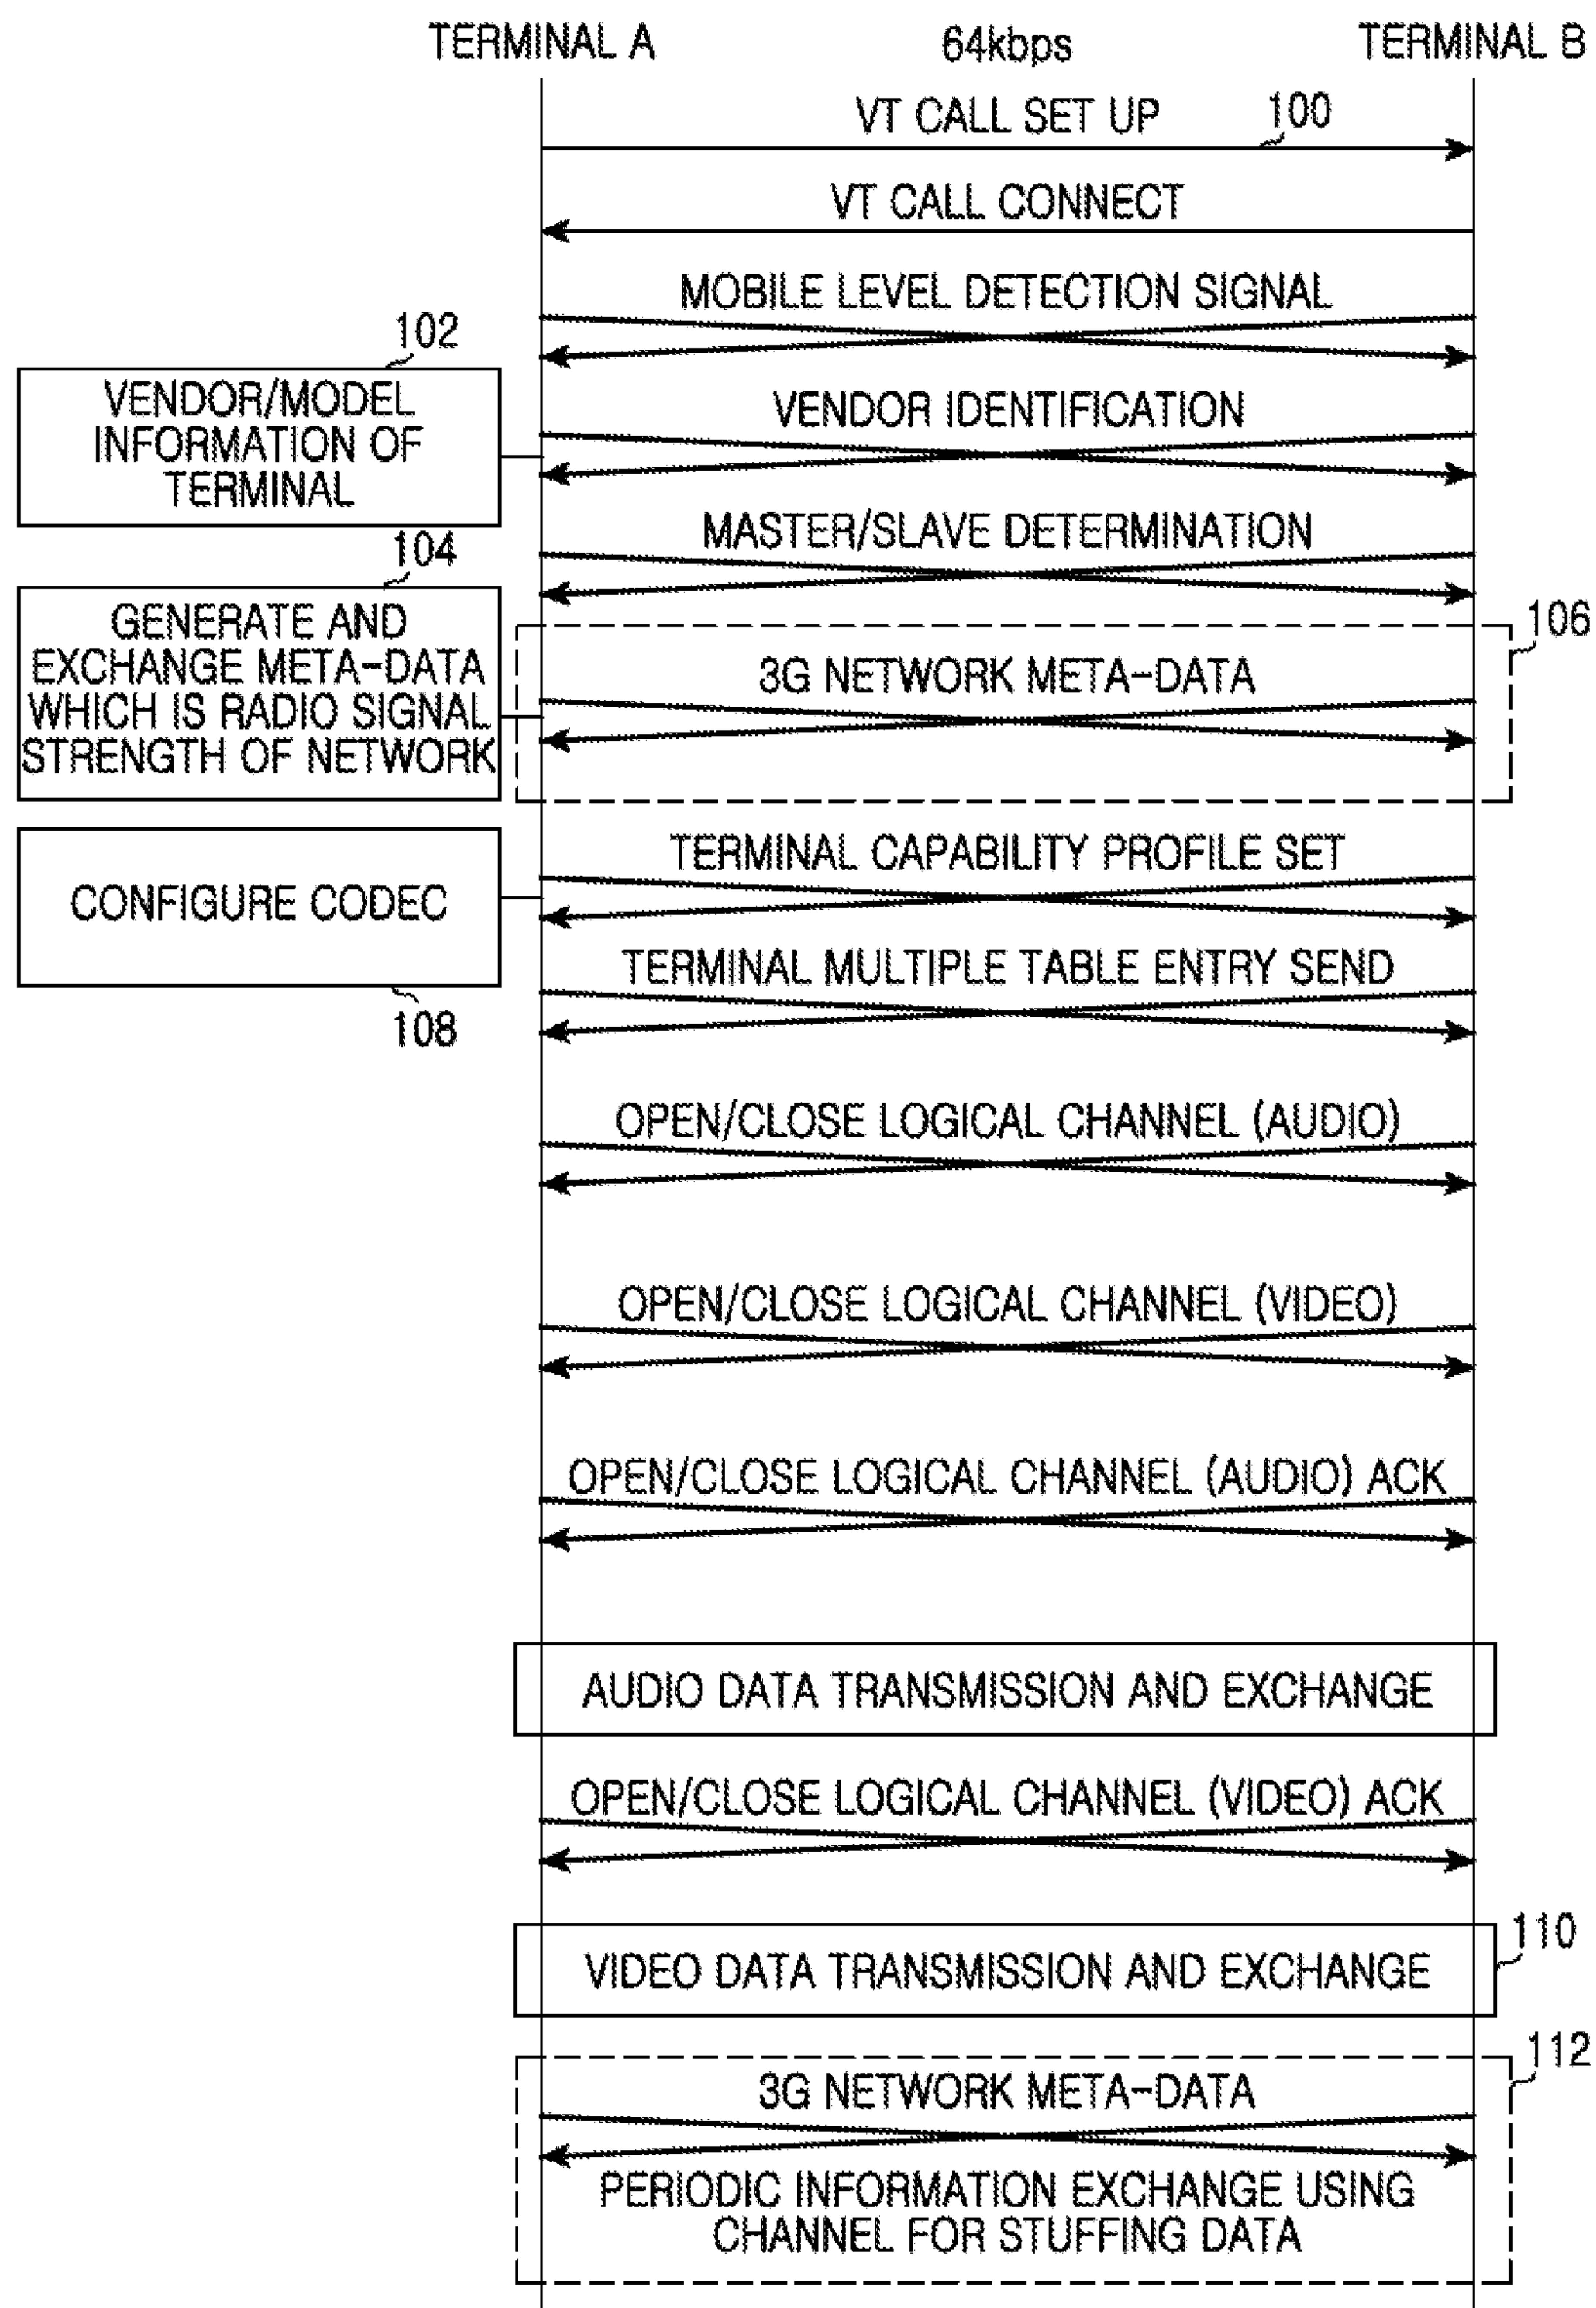 TERMINAL A
64kbps
TERMINAL B
VT CALL SET UP
100
VT CALL CONNECT
MOBILE LEVEL DETECTION SIGNAL
102
VENDOR/MODEL
INFORMATION OF
TERMINAL
VENDOR IDENTIFICATION
MASTER/SLAVE DETERMINATION
104
GENERATE AND
EXCHANGE META-DATA
WHICH IS RADIO SIGNAL
STRENGTH OF NETWORK
106
3G NETWORK META-DATA
TERMINAL CAPABILITY PROFILE SET
CONFIGURE CODEC
108
TERMINAL MULTIPLE TABLE ENTRY SEND
OPEN/CLOSE LOGICAL CHANNEL (AUDIO)
OPEN/CLOSE LOGICAL CHANNEL (VIDEO)
OPEN/CLOSE LOGICAL CHANNEL (AUDIO) ACK
AUDIO DATA TRANSMISSION AND EXCHANGE
OPEN/CLOSE LOGICAL CHANNEL (VIDEO) ACK
110
VIDEO DATA TRANSMISSION AND EXCHANGE
112
3G NETWORK META-DATA
PERIODIC INFORMATION EXCHANGE USING
CHANNEL FOR STUFFING DATA